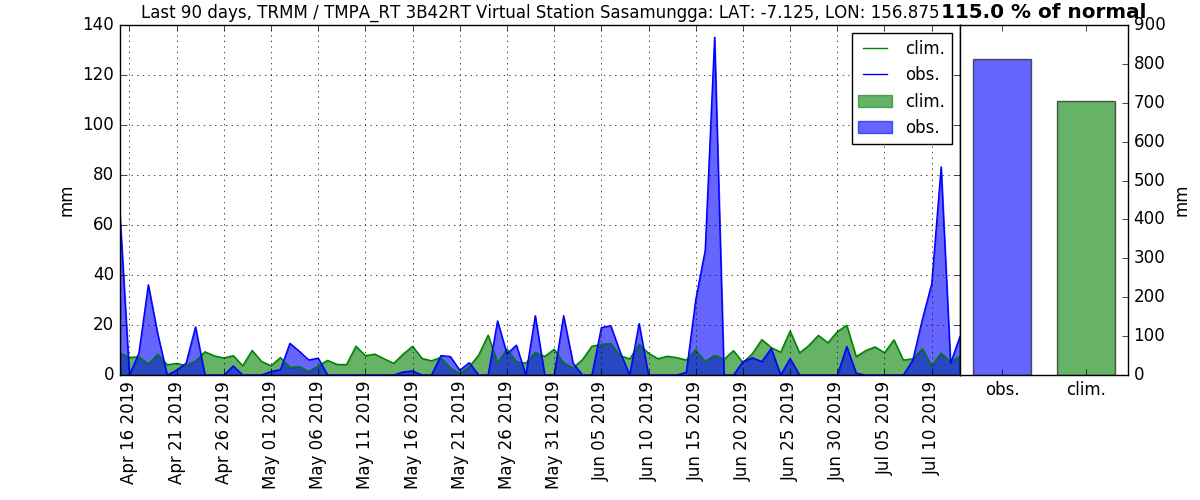 Last 90 days, TRMM / TMPA_RT 3B42RT Virtual Station Sasamungga: LAT: -7.125, LON: 156.875
115.0 % of normal
140
120
100
80
60
40
20
0
mm
clim.
obs.
clim.
obs.
900
800
700
600
500
400
300
200
100
0
mm
Apr 16 2019
Apr 21 2019
Apr 26 2019
May 01 2019
May 06 2019
May 11 2019
May 16 2019
May 21 2019
May 26 2019
May 31 2019
Jun 05 2019
Jun 10 2019
Jun 15 2019
Jun 20 2019
Jun 25 2019
Jun 30 2019
Jul 05 2019
Jul 10 2019
obs.
clim.